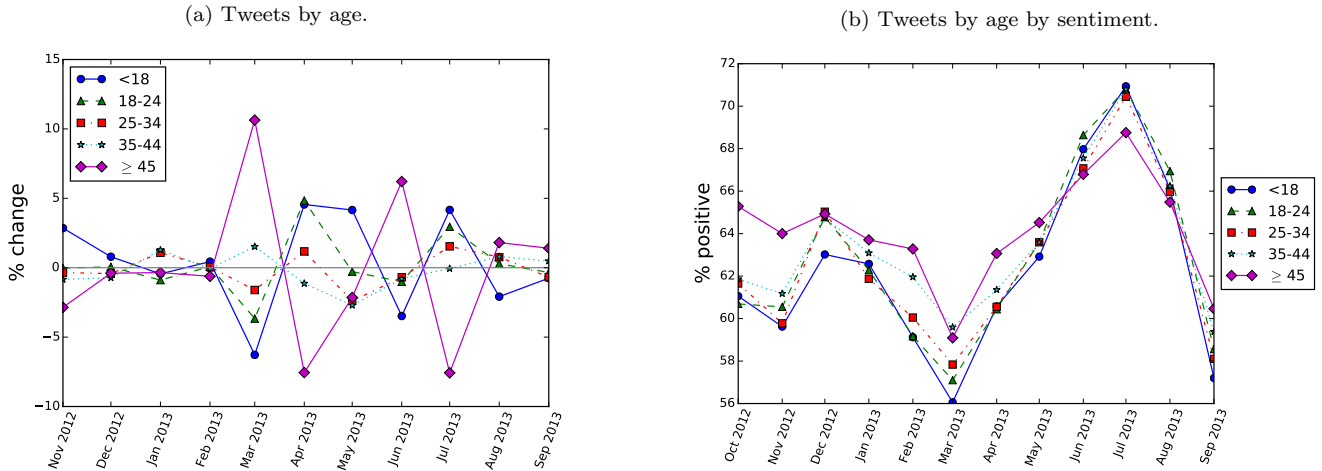 (a) Tweets by age.
% change
15
10
5
0
−5
−10
<18
18-24
25-34
35-44
≥ 45
Nov 2012
Dec 2012
Jan 2013
Feb 2013
Mar 2013
Apr 2013
May 2013
Jun 2013
Jul 2013
Aug 2013
Sep 2013
(b) Tweets by age by sentiment.
% positive
72
70
68
66
64
62
60
58
56
Oct 2012
Nov 2012
Dec 2012
Jan 2013
Feb 2013
Mar 2013
Apr 2013
May 2013
Jun 2013
Jul 2013
Aug 2013
Sep 2013
<18
18-24
25-34
35-44
≥ 45